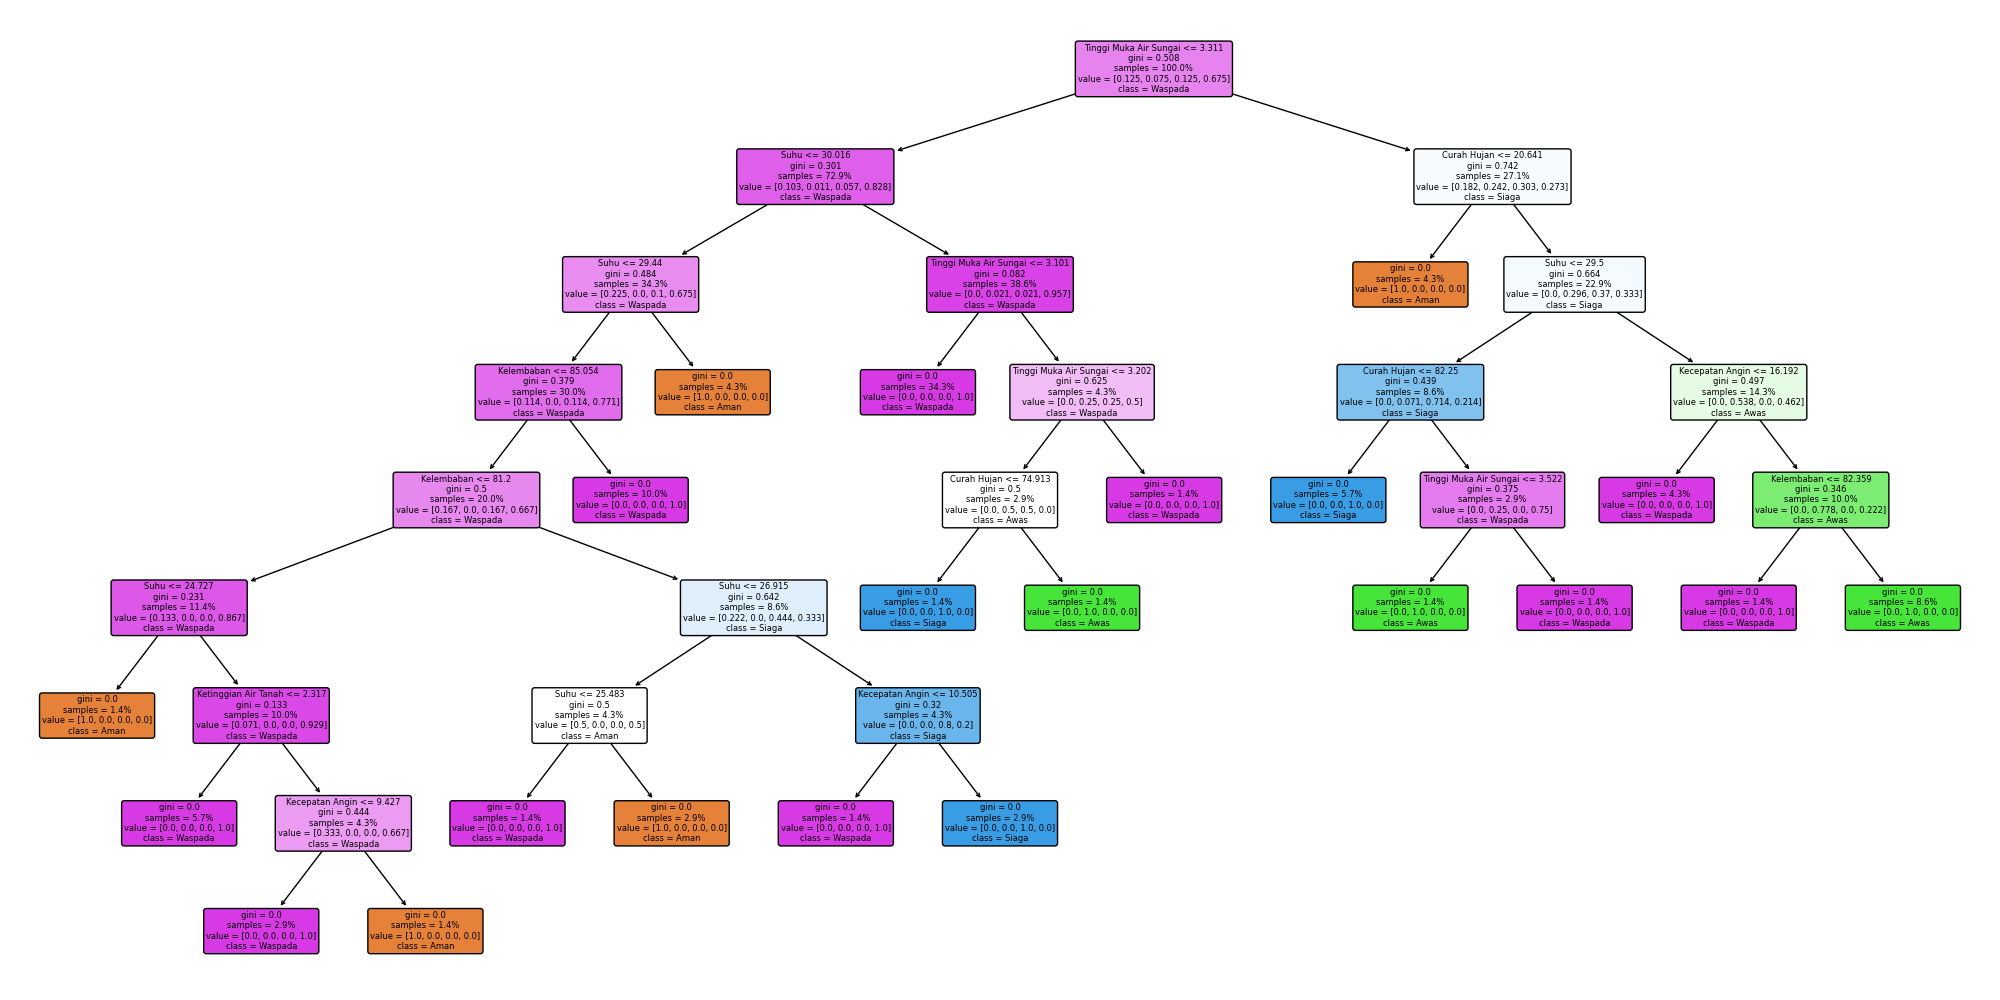 Tinggi Muka Air Sungai <= 3.311
gini = 0.508
samples = 100.0%
value = [0.125, 0.075, 0.125, 0.675]
class = Waspada
Suhu <= 30.016
gini = 0.301
samples = 72.9%
value = [0.103, 0.011, 0.057, 0.828]
class = Waspada
Curah Hujan <= 20.641
gini = 0.742
samples = 27.1%
value = [0.182, 0.242, 0.303, 0.273]
class = Siaga
Suhu <= 29.44
gini = 0.484
samples = 34.3%
value = [0.225, 0.0, 0.1, 0.675]
class = Waspada
Tinggi Muka Air Sungai <= 3.101
gini = 0.082
samples = 38.6%
value = [0.0, 0.021, 0.021, 0.957]
class = Waspada
gini = 0.0
samples = 4.3%
value = [1.0, 0.0, 0.0, 0.0]
class = Aman
Suhu <= 29.5
gini = 0.664
samples = 22.9%
value = [0.0, 0.296, 0.37, 0.333]
class = Siaga
Kelembaban <= 85.054
gini = 0.379
samples = 30.0%
value = [0.114, 0.0, 0.114, 0.771]
class = Waspada
gini = 0.0
samples = 4.3%
value = [1.0, 0.0, 0.0, 0.0]
class = Aman
gini = 0.0
samples = 34.3%
value = [0.0, 0.0, 0.0, 1.0]
class = Waspada
Tinggi Muka Air Sungai <= 3.202
gini = 0.625
samples = 4.3%
value = [0.0, 0.25, 0.25, 0.5]
class = Waspada
Curah Hujan <= 82.25
gini = 0.439
samples = 8.6%
value = [0.0, 0.071, 0.714, 0.214]
class = Siaga
Kecepatan Angin <= 16.192
gini = 0.497
samples = 14.3%
value = [0.0, 0.538, 0.0, 0.462]
class = Awas
Kelembaban <= 81.2
gini = 0.5
samples = 20.0%
value = [0.167, 0.0, 0.167, 0.667]
class = Waspada
gini = 0.0
samples = 10.0%
value = [0.0, 0.0, 0.0, 1.0]
class = Waspada
Curah Hujan <= 74.913
gini = 0.5
samples = 2.9%
value = [0.0, 0.5, 0.5, 0.0]
class = Awas
gini = 0.0
samples = 1.4%
value = [0.0, 0.0, 0.0, 1.0]
class = Waspada
gini = 0.0
samples = 5.7%
value = [0.0, 0.0, 1.0, 0.0]
class = Siaga
Tinggi Muka Air Sungai <= 3.522
gini = 0.375
samples = 2.9%
value = [0.0, 0.25, 0.0, 0.75]
class = Waspada
gini = 0.0
samples = 4.3%
value = [0.0, 0.0, 0.0, 1.0]
class = Waspada
Kelembaban <= 82.359
gini = 0.346
samples = 10.0%
value = [0.0, 0.778, 0.0, 0.222]
class = Awas
Suhu <= 24.727
gini = 0.231
samples = 11.4%
value = [0.133, 0.0, 0.0, 0.867]
class = Waspada
Suhu <= 26.915
gini = 0.642
samples = 8.6%
value = [0.222, 0.0, 0.444, 0.333]
class = Siaga
gini = 0.0
samples = 1.4%
value = [0.0, 0.0, 1.0, 0.0]
class = Siaga
gini = 0.0
samples = 1.4%
value = [0.0, 1.0, 0.0, 0.0]
class = Awas
gini = 0.0
samples = 1.4%
value = [0.0, 1.0, 0.0, 0.0]
class = Awas
gini = 0.0
samples = 1.4%
value = [0.0, 0.0, 0.0, 1.0]
class = Waspada
gini = 0.0
samples = 1.4%
value = [0.0, 0.0, 0.0, 1.0]
class = Waspada
gini = 0.0
samples = 8.6%
value = [0.0, 1.0, 0.0, 0.0]
class = Awas
gini = 0.0
samples = 1.4%
value = [1.0, 0.0, 0.0, 0.0]
class = Aman
Ketinggian Air Tanah <= 2.317
gini = 0.133
samples = 10.0%
value = [0.071, 0.0, 0.0, 0.929]
class = Waspada
Suhu <= 25.483
gini = 0.5
samples = 4.3%
value = [0.5, 0.0, 0.0, 0.5]
class = Aman
Kecepatan Angin <= 10.505
gini = 0.32
samples = 4.3%
value = [0.0, 0.0, 0.8, 0.2]
class = Siaga
gini = 0.0
samples = 5.7%
value = [0.0, 0.0, 0.0, 1.0]
class = Waspada
Kecepatan Angin <= 9.427
gini = 0.444
samples = 4.3%
value = [0.333, 0.0, 0.0, 0.667]
class = Waspada
gini = 0.0
samples = 1.4%
value = [0.0, 0.0, 0.0, 1.0]
class = Waspada
gini = 0.0
samples = 2.9%
value = [1.0, 0.0, 0.0, 0.0]
class = Aman
gini = 0.0
samples = 1.4%
value = [0.0, 0.0, 0.0, 1.0]
class = Waspada
gini = 0.0
samples = 2.9%
value = [0.0, 0.0, 1.0, 0.0]
class = Siaga
gini = 0.0
samples = 2.9%
value = [0.0, 0.0, 0.0, 1.0]
class = Waspada
gini = 0.0
samples = 1.4%
value = [1.0, 0.0, 0.0, 0.0]
class = Aman